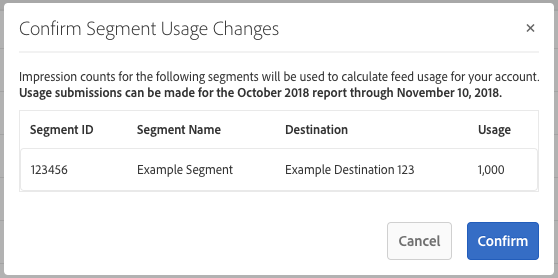 Confirm Segment Usage Changes
×
Impression counts for the following segments will be used to calculate feed usage for your account.
Usage submissions can be made for the October 2018 report through November 10, 2018.
Segment ID Segment Name Destination Usage
123456 Example Segment Example Destination 123 1,000
Cancel Confirm